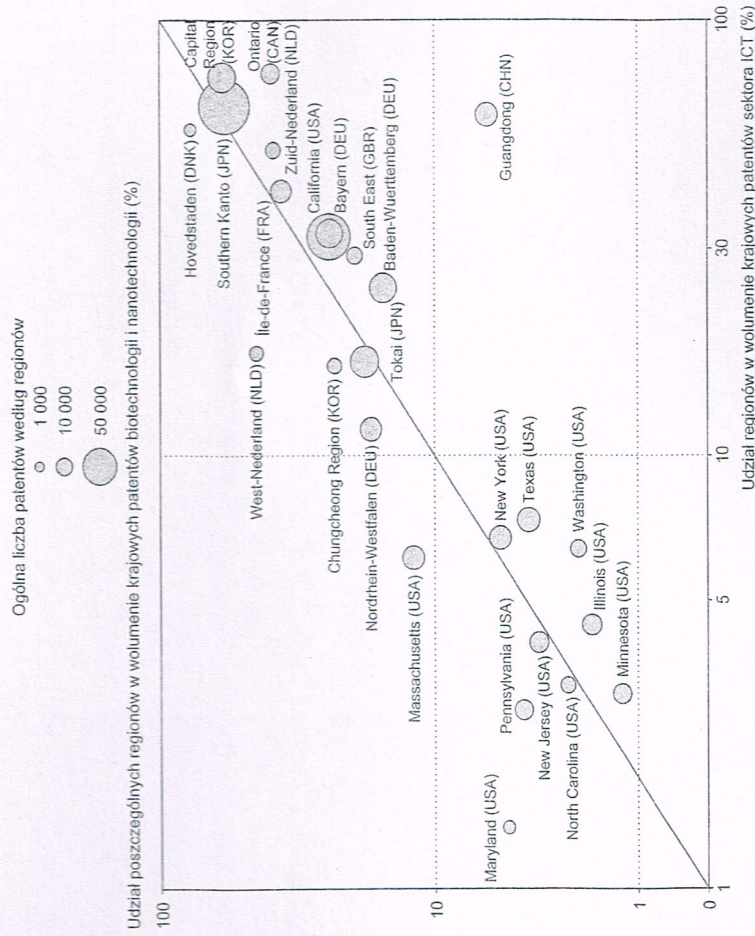 Ogólna liczba patentów według regionów
1 000
10 000
50 000
Udział poszczególnych regionów w wolumenie krajowych patentów biotechnologii i nanotechnologii (%)
100
10
1
0
Hovedstaden (DNK)
Capital
Region
(KOR)
Southern Kanto (JPN)
Ontario
(CAN)
Zuid-Nederland (NLD)
Île-de-France (FRA)
California (USA)
Bayern (DEU)
South East (GBR)
Baden-Wuerttemberg (DEU)
West-Nederland (NLD)
Tokai (JPN)
Chungcheong Region (KOR)
Nordrhein-Westfalen (DEU)
Massachusetts (USA)
Guangdong (CHN)
New York (USA)
Texas (USA)
Washington (USA)
Illinois (USA)
Minnesota (USA)
Pennsylvania (USA)
New Jersey (USA)
North Carolina (USA)
Maryland (USA)
1
5
10
30
100
Udział regionów w wolumenie krajowych patentów sektora ICT (%)